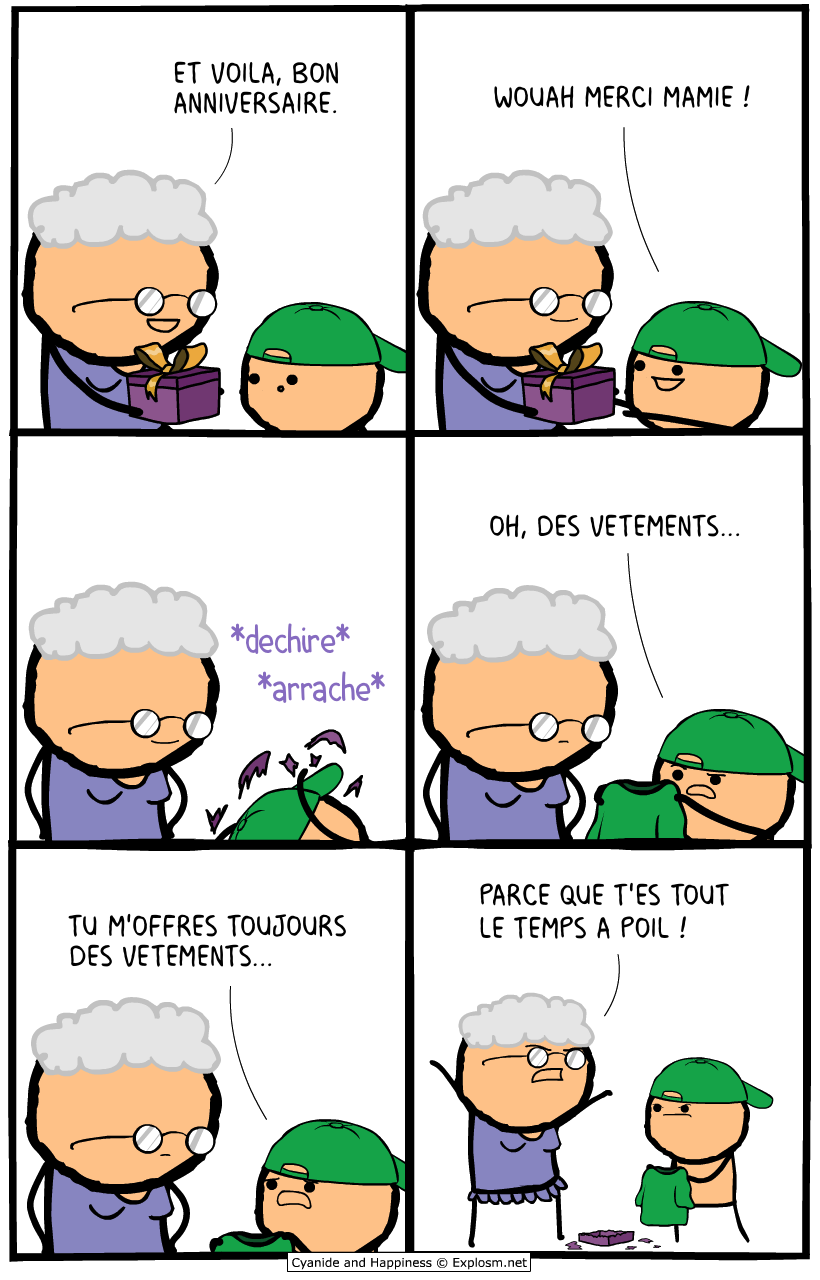 ET VOILA, BON
ANNIVERSAIRE.
WOUAH MERCI MAMIE !
*dechire*
*arrache*
OH, DES VETEMENTS...
TU M'OFFRES TOUJOURS
DES VETEMENTS...
PARCE QUE T'ES TOUT
LE TEMPS A POIL !
Cyanide and Happiness © Explosm.net